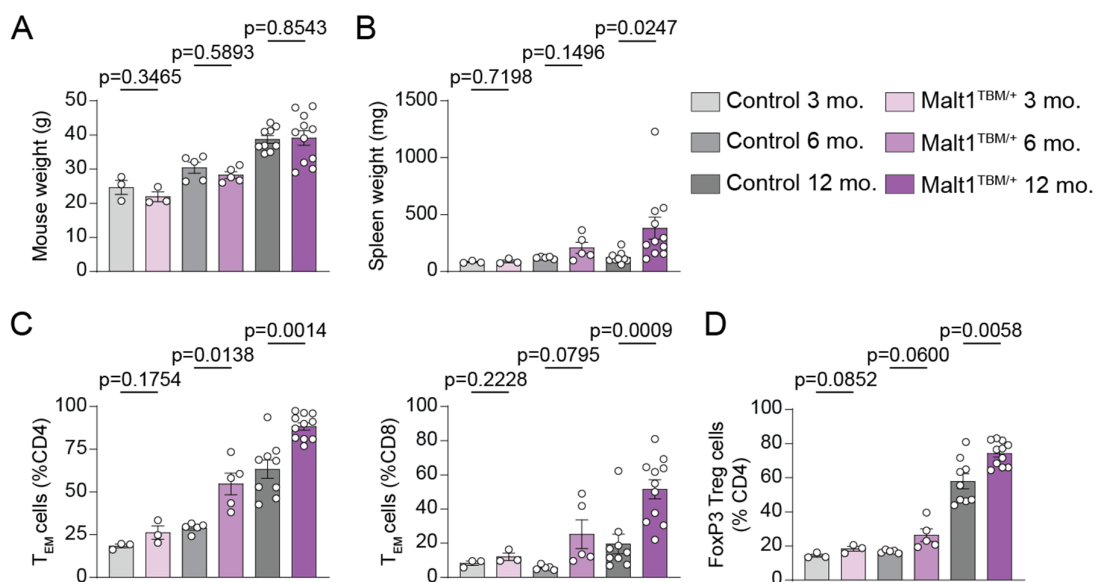 A
p=0.8543
p=0.5893
p=0.3465
Mouse weight (g)
50
40
30
20
10
0
B
p=0.0247
p=0.1496
p=0.7198
Spleen weight (mg)
1500
1000
500
0
Control 3 mo.
Malt1TBM/+ 3 mo.
Control 6 mo.
Malt1TBM/+ 6 mo.
Control 12 mo.
Malt1TBM/+ 12 mo.
C
p=0.0014
p=0.0138
p=0.1754
TEM cells (%CD4)
100
75
50
25
0
p=0.0009
p=0.0795
p=0.2228
TEM cells (%CD8)
100
80
60
40
20
0
D
p=0.0058
p=0.0600
p=0.0852
FoxP3 Treg cells
(% CD4)
100
80
60
40
20
0